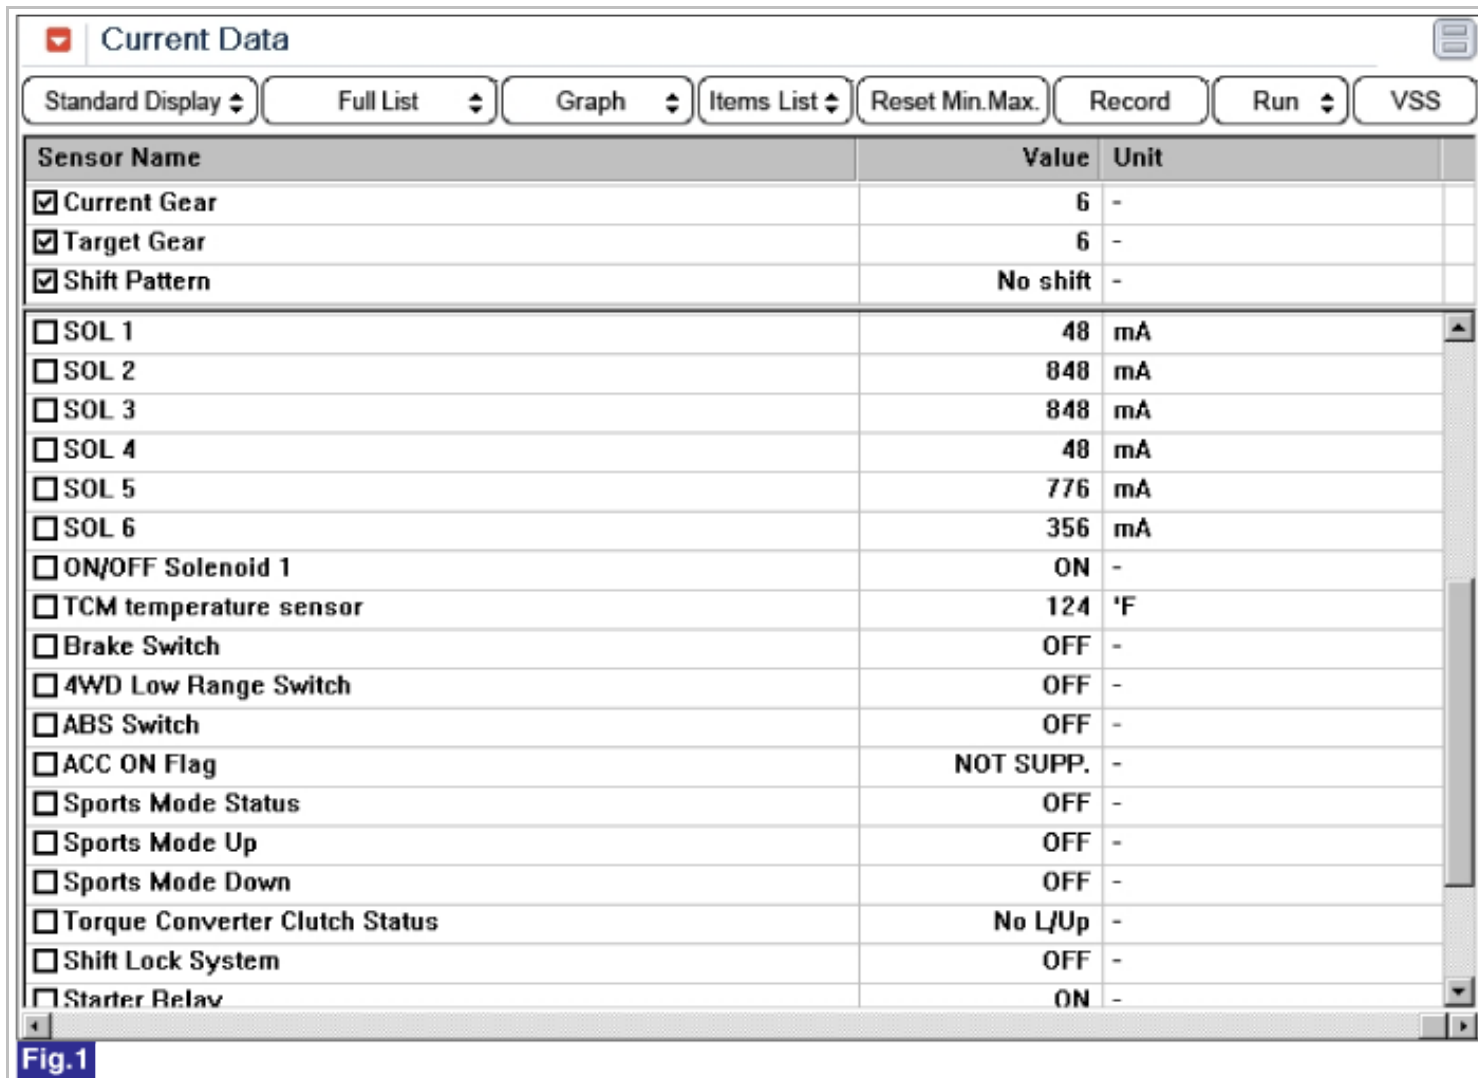 Current Data
Standard Display Full List Graph Items List Reset Min.Max. Record Run VSS
Sensor Name Value Unit
Current Gear 6 -
Target Gear 6 -
Shift Pattern No shift -
SOL 1 48 mA
SOL 2 848 mA
SOL 3 848 mA
SOL 4 48 mA
SOL 5 776 mA
SOL 6 356 mA
ON/OFF Solenoid 1 ON -
TCM temperature sensor 124 'F
Brake Switch OFF -
4WD Low Range Switch OFF -
ABS Switch OFF -
ACC ON Flag NOT SUPP. -
Sports Mode Status OFF -
Sports Mode Up OFF -
Sports Mode Down OFF -
Torque Converter Clutch Status No L/Up -
Shift Lock System OFF -
Starter Relay ON -
Fig.1